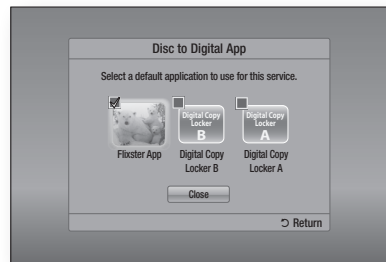 Disc to Digital App
Select a default application to use for this service.
Digital Copy
Locker
B
Digital Copy
Locker
A
Flixster App
Digital Copy
Locker B
Digital Copy
Locker A
Close
Return